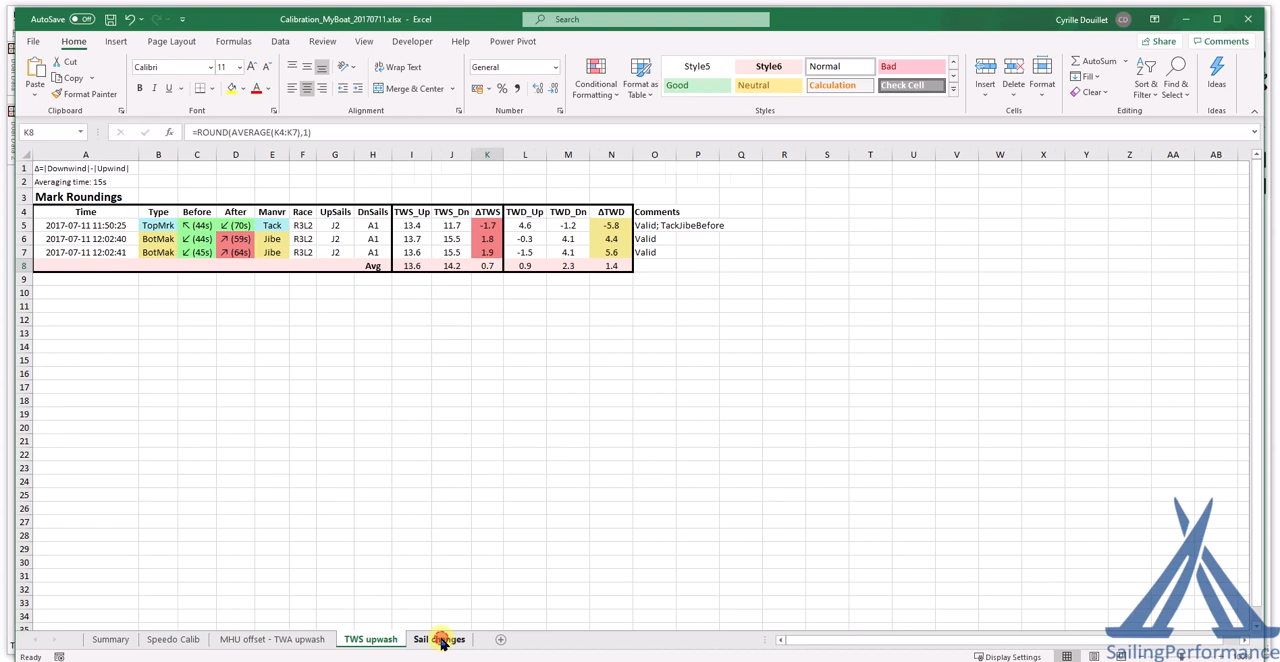 AutoSave Off Calibration_MyBoat_20170711.xlsx - Excel Search Cyrille Douillet CD
File Home Insert Page Layout Formulas Data Review View Developer Help Power Pivot Share Comments
Paste Cut Copy Format Painter Clipboard
Calibri 11 A A B I U A Font
Wrap Text Merge & Center Alignment
General % Number
Conditional Formatting Format as Table
Style5 Style6 Normal Bad
Good Neutral Calculation Check Cell
Styles
Insert Delete Format Cells
AutoSum Fill Clear Sort & Filter Find & Select Editing
Ideas Ideas
K8 fx =ROUND(AVERAGE(K4:K7),1)
A B C D E F G H I J K L M N O P Q R S T U V W X Y Z AA AB
1 Δ=|Downwind|-|Upwind|
2 Averaging time: 15s
3 Mark Roundings
4 Time Type Before After Manvr Race UpSails DnSails TWS_Up TWS_Dn ΔTWS TWD_Up TWD_Dn ΔTWD Comments
5 2017-07-11 11:50:25 TopMrk ↖ (44s) ↙ (70s) Tack R3L2 J2 A1 13.4 11.7 -1.7 4.6 -1.2 -5.8 Valid; TackJibeBefore
6 2017-07-11 12:02:40 BotMak ↙ (44s) ↗ (59s) Jibe R3L2 J2 A1 13.7 15.5 1.8 -0.3 4.1 4.4 Valid
7 2017-07-11 12:02:41 BotMak ↙ (45s) ↗ (64s) Jibe R3L2 J2 A1 13.6 15.5 1.9 -1.5 4.1 5.6 Valid
8 Avg 13.6 14.2 0.7 0.9 2.3 1.4
9
10
11
12
13
14
15
16
17
18
19
20
21
22
23
24
25
26
27
28
29
30
31
32
33
34
Summary Speedo Calib MHU offset - TWA upwash TWS upwash Sail changes
Ready Display Settings
SailingPerformance